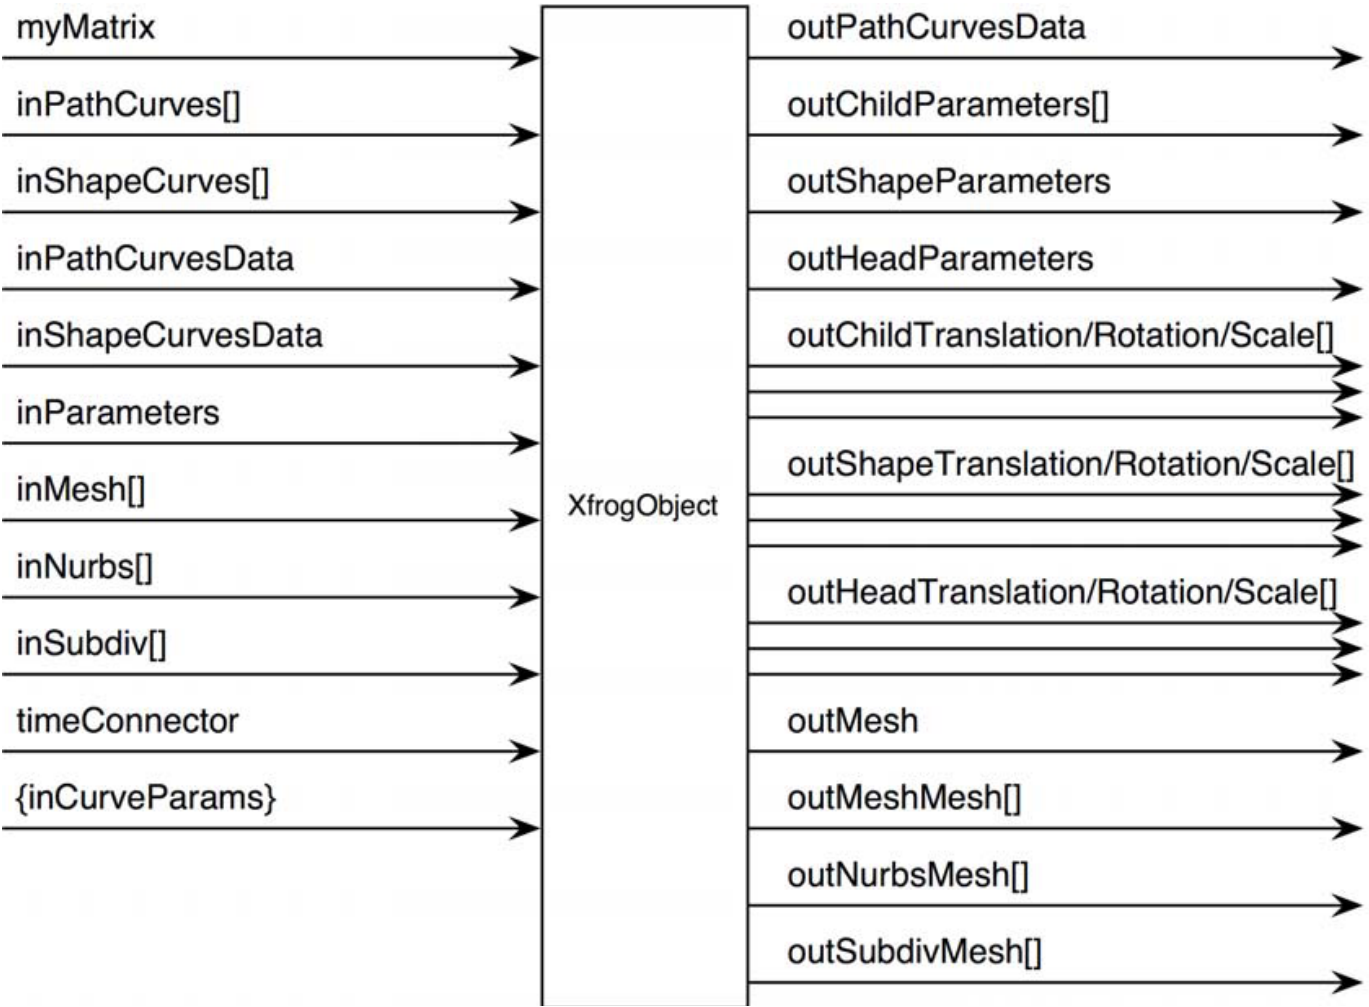 myMatrix
inPathCurves[]
inShapeCurves[]
inPathCurvesData
inShapeCurvesData
inParameters
inMesh[]
inNurbs[]
inSubdiv[]
timeConnector
{inCurveParams}
XfrogObject
outPathCurvesData
outChildParameters[]
outShapeParameters
outHeadParameters
outChildTranslation/Rotation/Scale[]
outShapeTranslation/Rotation/Scale[]
outHeadTranslation/Rotation/Scale[]
outMesh
outMeshMesh[]
outNurbsMesh[]
outSubdivMesh[]